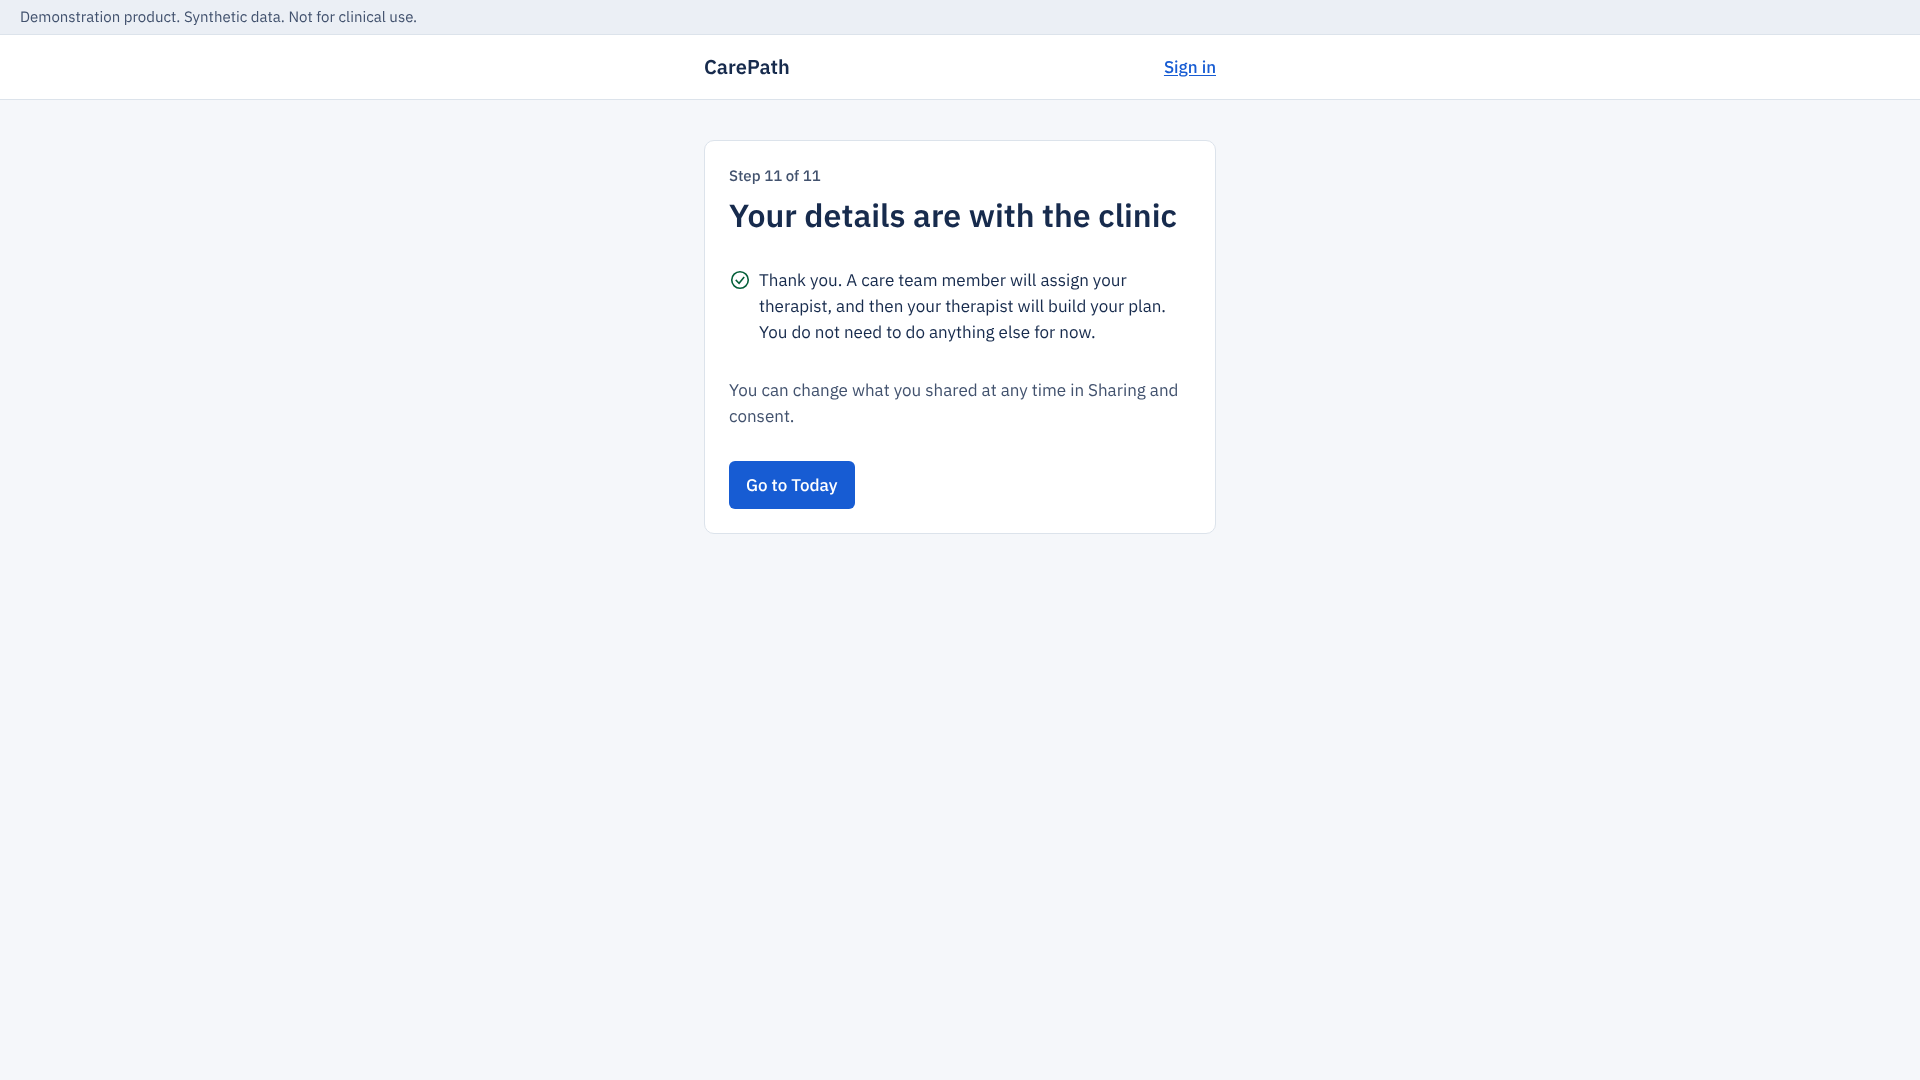 Demonstration product. Synthetic data. Not for clinical use.
CarePath
Sign in
Step 11 of 11
Your details are with the clinic
Thank you. A care team member will assign your
therapist, and then your therapist will build your plan.
You do not need to do anything else for now.
You can change what you shared at any time in Sharing and
consent.
Go to Today